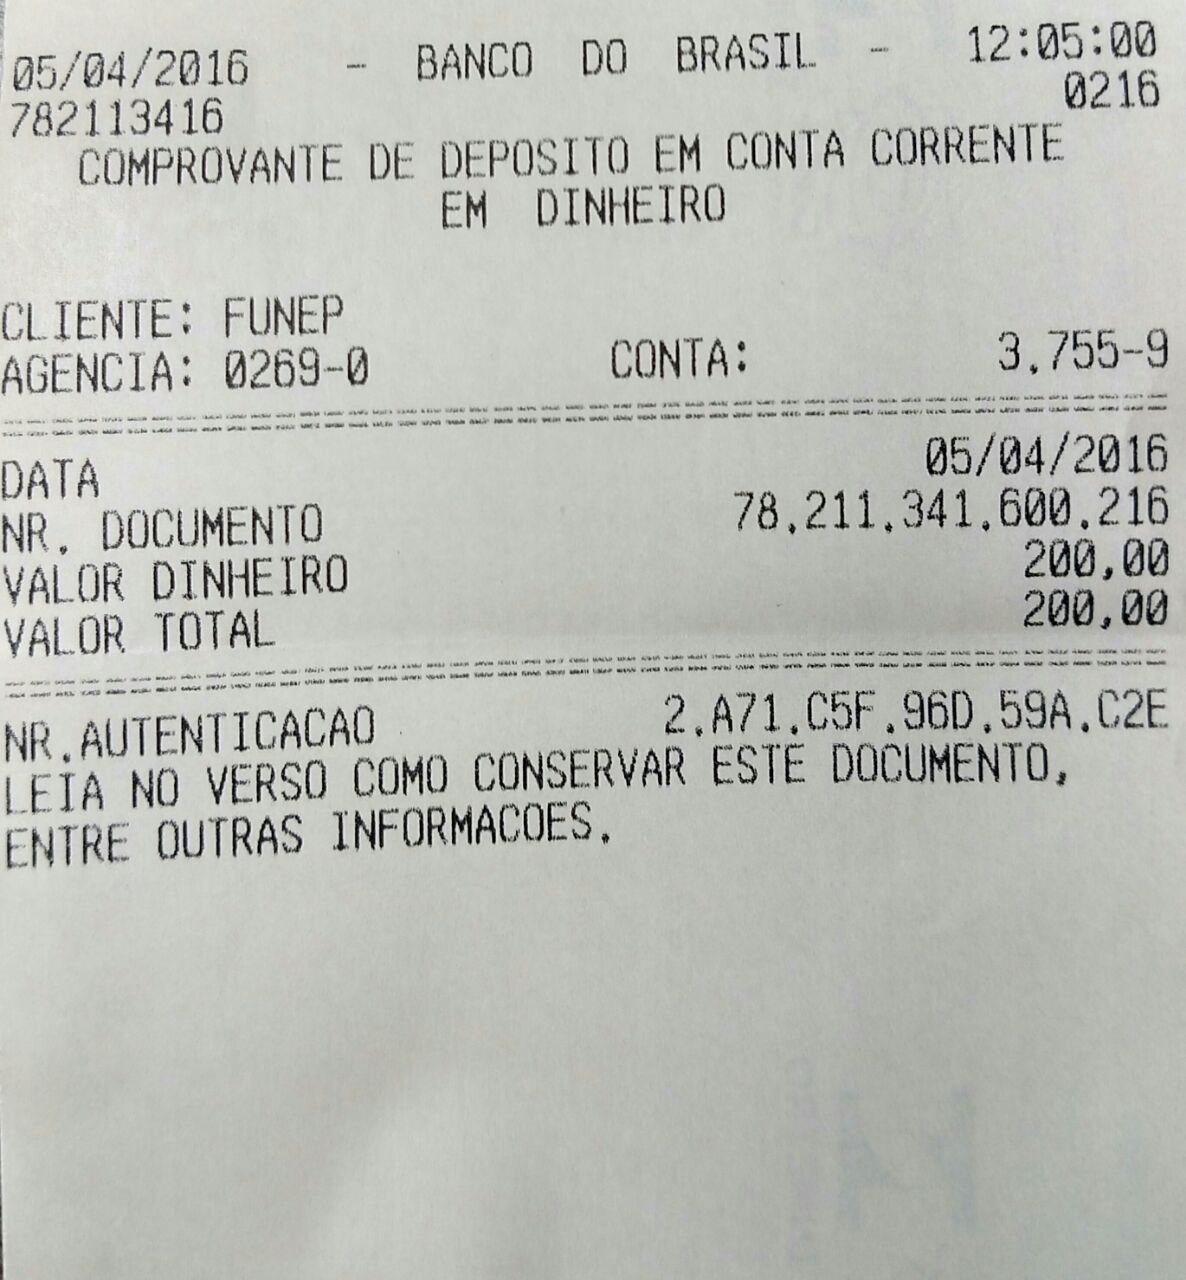 05/04/2016 - BANCO DO BRASIL - 12:05:00
782113416 0216
COMPROVANTE DE DEPOSITO EM CONTA CORRENTE
EM DINHEIRO
CLIENTE: FUNEP
AGENCIA: 0269-0 CONTA: 3.755-9
DATA 05/04/2016
NR. DOCUMENTO 78.211.341.600.216
VALOR DINHEIRO 200,00
VALOR TOTAL 200,00
NR.AUTENTICACAO 2.A71.C5F.96D.59A.C2E
LEIA NO VERSO COMO CONSERVAR ESTE DOCUMENTO,
ENTRE OUTRAS INFORMACOES.